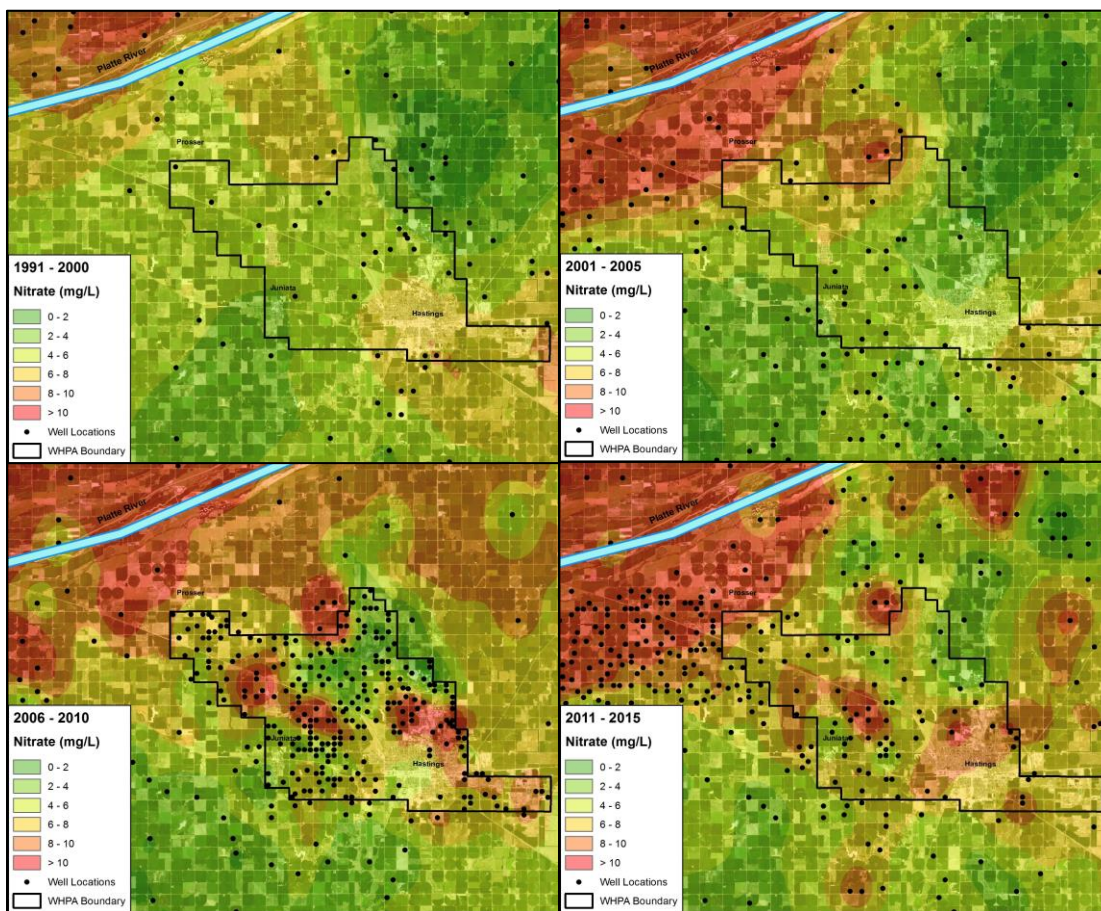 Platte River
Prosser
Juniata
Hastings
1991 - 2000
Nitrate (mg/L)
0 - 2
2 - 4
4 - 6
6 - 8
8 - 10
> 10
Well Locations
WHPA Boundary
Platte River
Prosser
Juniata
Hastings
2001 - 2005
Nitrate (mg/L)
0 - 2
2 - 4
4 - 6
6 - 8
8 - 10
> 10
Well Locations
WHPA Boundary
Platte River
Prosser
Juniata
Hastings
2006 - 2010
Nitrate (mg/L)
0 - 2
2 - 4
4 - 6
6 - 8
8 - 10
> 10
Well Locations
WHPA Boundary
Platte River
Prosser
Juniata
Hastings
2011 - 2015
Nitrate (mg/L)
0 - 2
2 - 4
4 - 6
6 - 8
8 - 10
> 10
Well Locations
WHPA Boundary